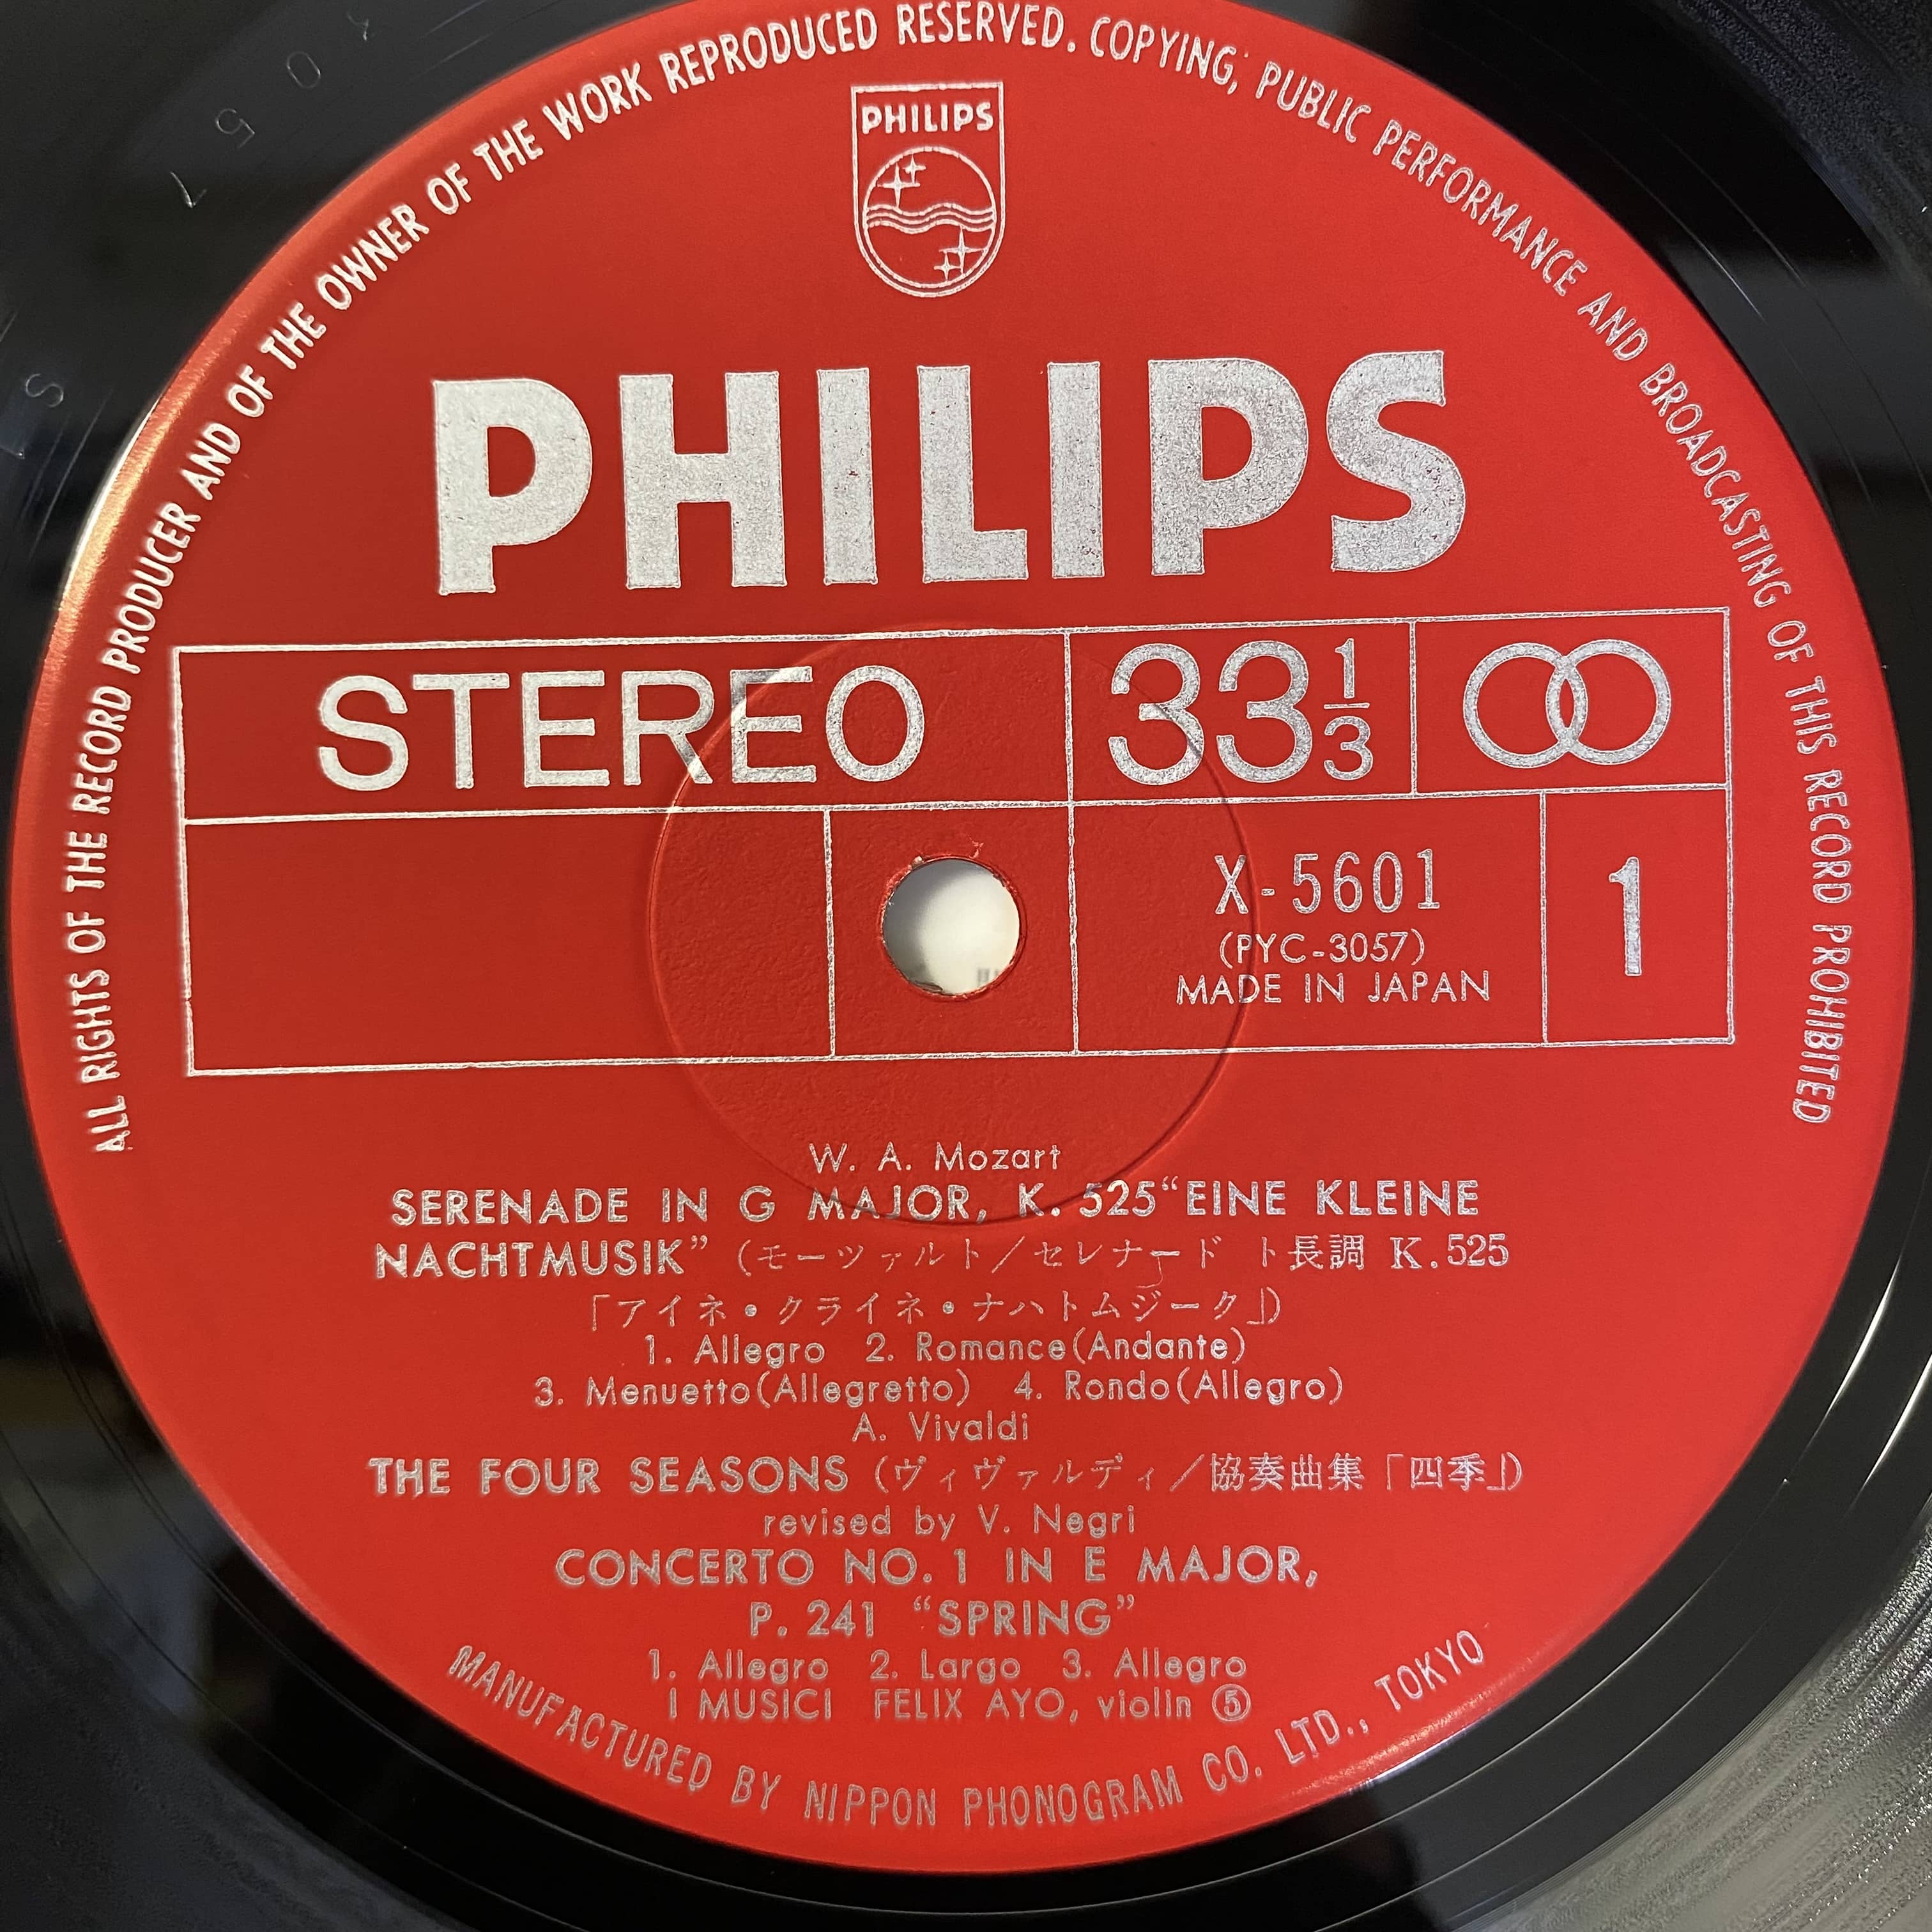 ALL RIGHTS OF THE RECORD PRODUCER AND OF THE OWNER OF THE WORK REPRODUCED RESERVED. COPYING, PUBLIC PERFORMANCE AND BROADCASTING OF THIS RECORD PROHIBITED
PHILIPS
PHILIPS
STEREO 33 1/3
X-5601 1
(PYC-3057)
MADE IN JAPAN
W. A. Mozart
SERENADE IN G MAJOR, K. 525 “EINE KLEINE
NACHTMUSIK” (モーツァルト／セレナード ト長調 K.525
「アイネ・クライネ・ナハトムジーク」)
1. Allegro 2. Romance (Andante)
3. Menuetto (Allegretto) 4. Rondo (Allegro)
A. Vivaldi
THE FOUR SEASONS (ヴィヴァルディ／協奏曲集「四季」)
revised by V. Negri
CONCERTO NO. 1 IN E MAJOR,
P. 241 “SPRING”
1. Allegro 2. Largo 3. Allegro
I MUSICI FELIX AYO, violin ⑤
MANUFACTURED BY NIPPON PHONOGRAM CO. LTD., TOKYO